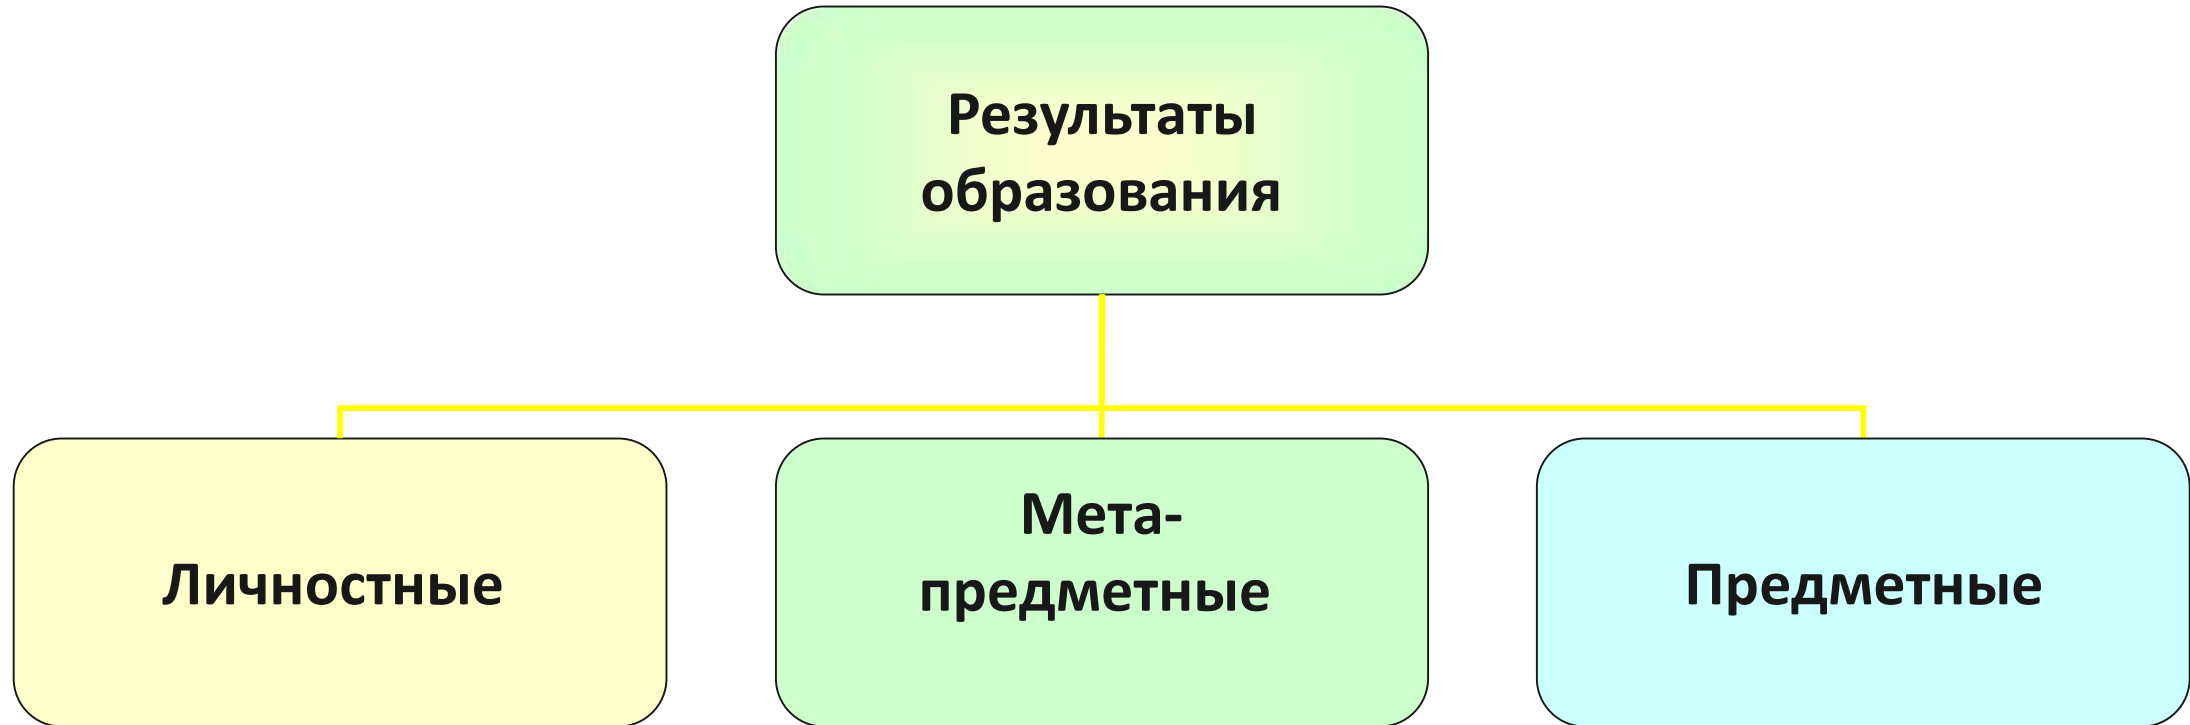 Результаты
образования
Личностные
Мета-
предметные
Предметные